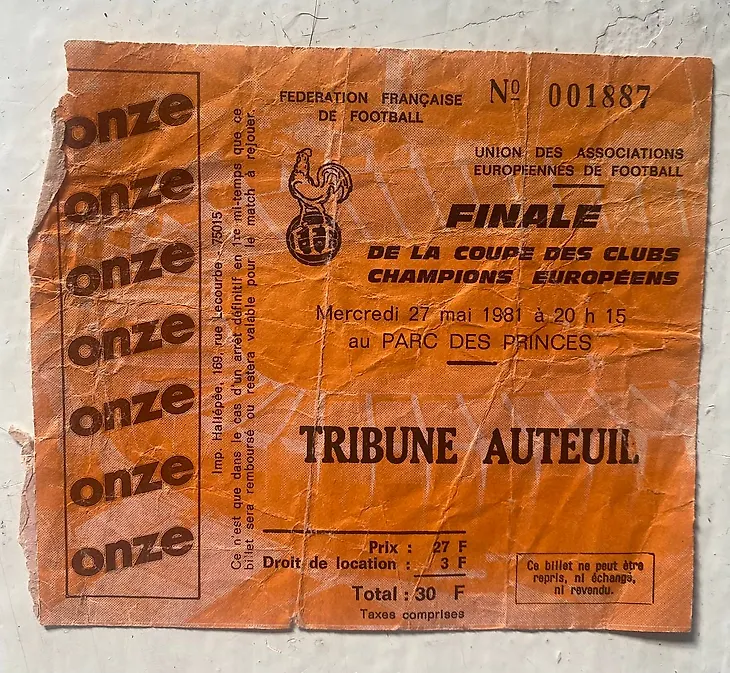 onze
onze
onze
onze
onze
onze
onze
Imp. Hallépée, 169, rue Lecourbe - 75015
Ce n'est que dans le cas d'un arrêt définitif en 1re mi-temps que ce
billet sera remboursé ou restera valable pour le match à rejouer.
FEDERATION FRANÇAISE
DE FOOTBALL
Nº 001887
UNION DES ASSOCIATIONS
EUROPÉENNES DE FOOTBALL
FINALE
DE LA COUPE DES CLUBS
CHAMPIONS EUROPÉENS
Mercredi 27 mai 1981 à 20 h 15
au PARC DES PRINCES
TRIBUNE AUTEUIL
Prix : 27 F
Droit de location : 3 F
Total : 30 F
Taxes comprises
Ce billet ne peut être
repris, ni échangé,
ni revendu.